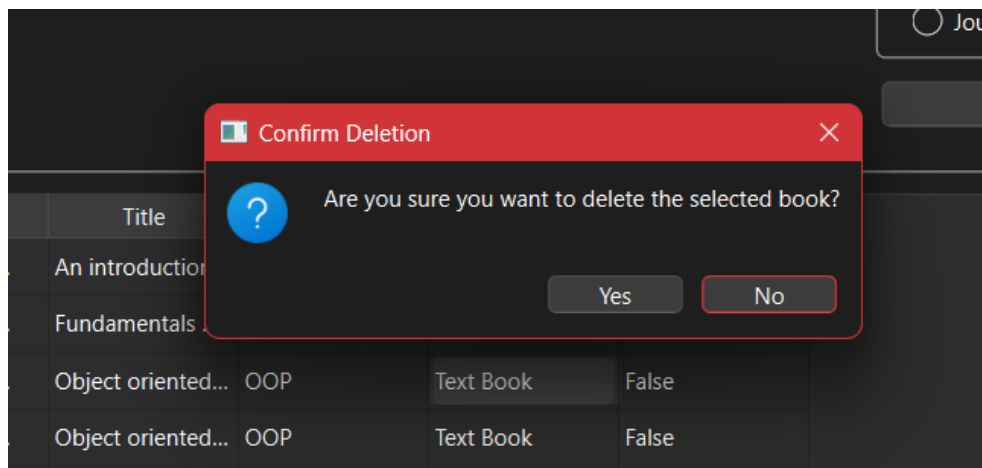 Jou
Confirm Deletion
Are you sure you want to delete the selected book?
Yes No
Title
An introduction
Fundamentals .
Object oriented... OOP Text Book False
Object oriented... OOP Text Book False